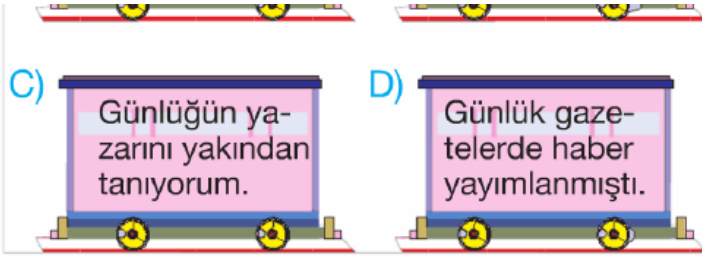 C)
Günlüğün ya-
zarını yakından
tanıyorum.
D)
Günlük gaze-
telerde haber
yayımlanmıştı.